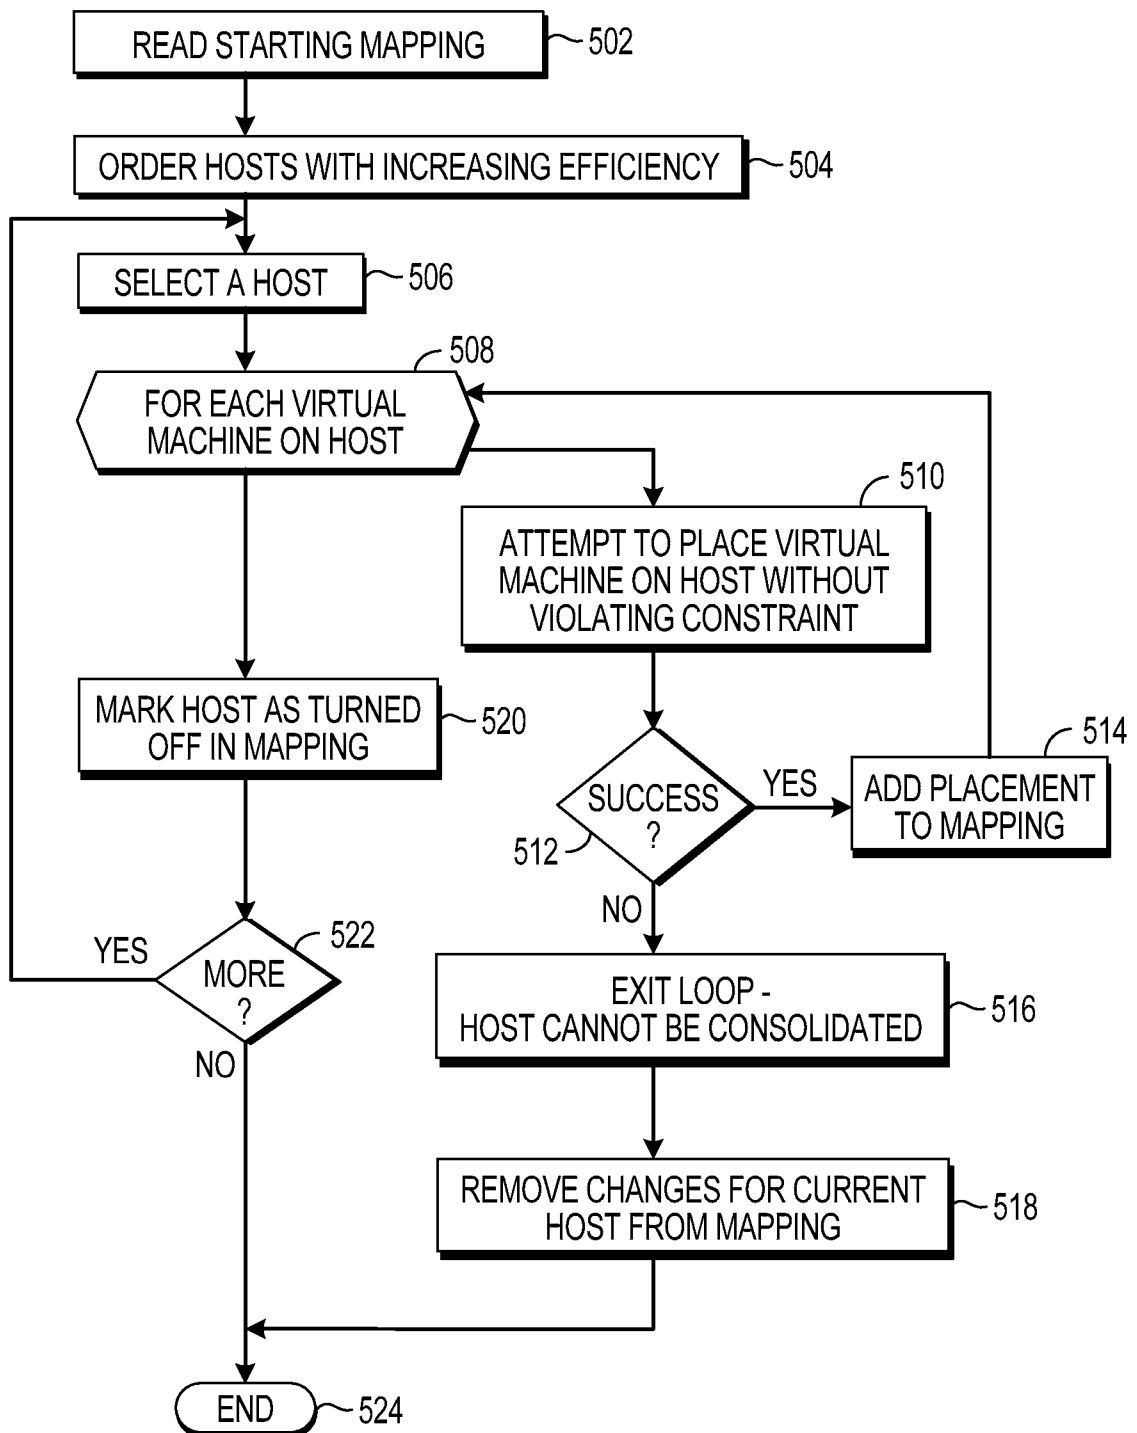 READ STARTING MAPPING
502
ORDER HOSTS WITH INCREASING EFFICIENCY
504
SELECT A HOST
506
508
FOR EACH VIRTUAL
MACHINE ON HOST
510
ATTEMPT TO PLACE VIRTUAL
MACHINE ON HOST WITHOUT
VIOLATING CONSTRAINT
MARK HOST AS TURNED
OFF IN MAPPING
520
SUCCESS
?
512
YES
514
ADD PLACEMENT
TO MAPPING
NO
522
YES
MORE
?
NO
EXIT LOOP -
HOST CANNOT BE CONSOLIDATED
516
REMOVE CHANGES FOR CURRENT
HOST FROM MAPPING
518
END
524